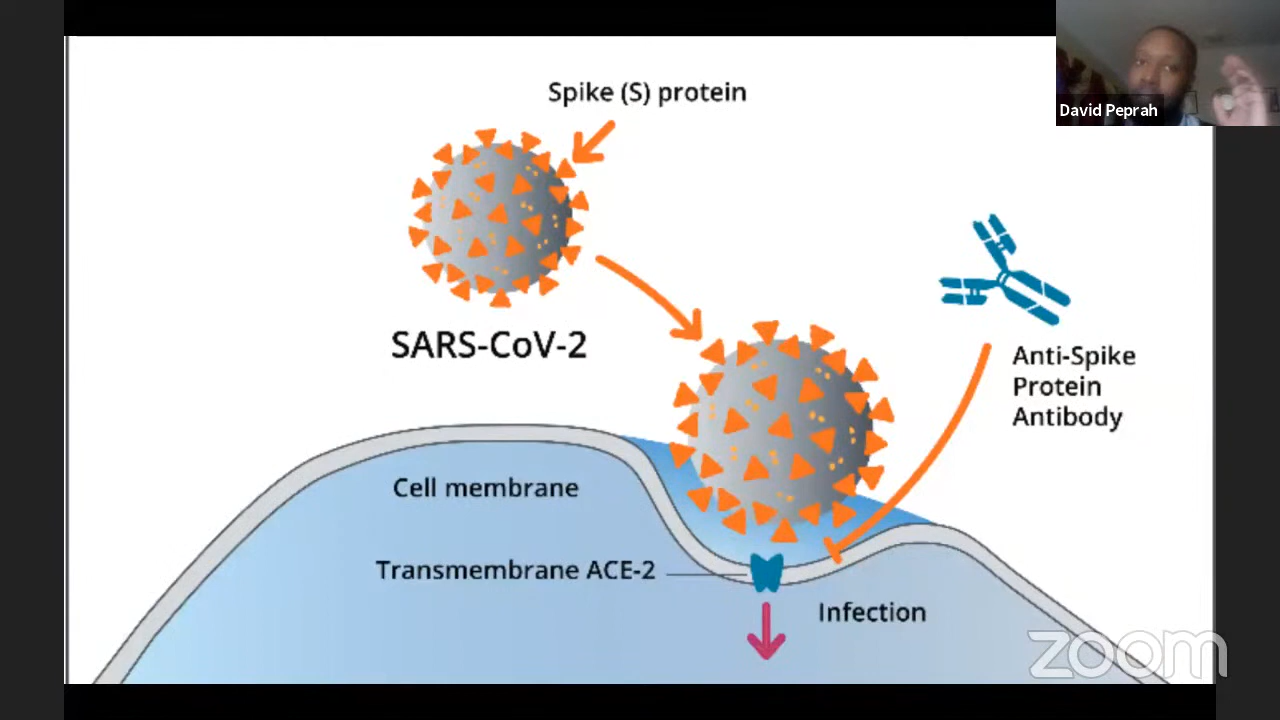 Spike (S) protein
David Peprah
SARS-CoV-2
Anti-Spike
Protein
Antibody
Cell membrane
Transmembrane ACE-2
Infection
zoom